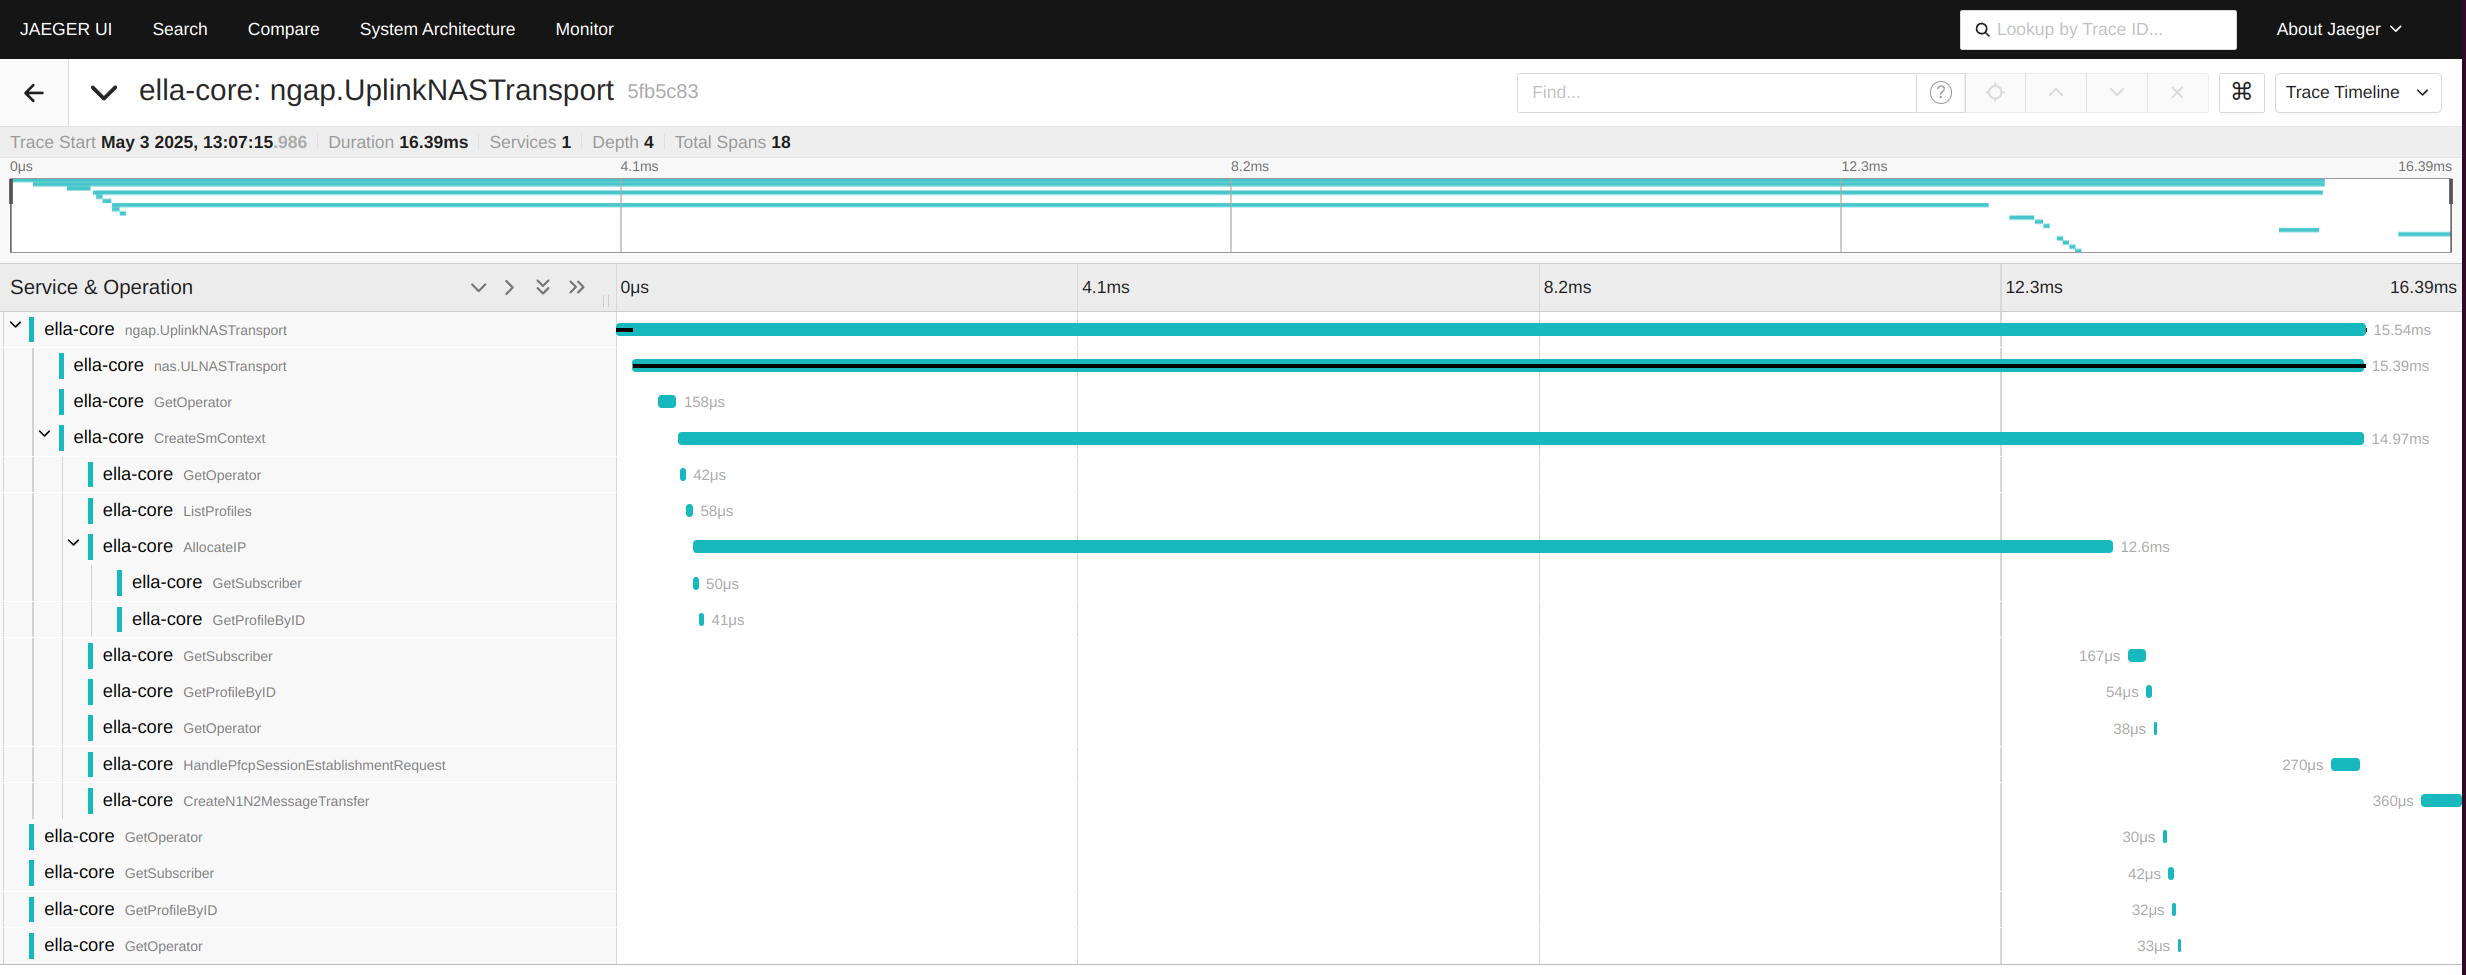 JAEGER UI Search Compare System Architecture Monitor Lookup by Trace ID... About Jaeger
ella-core: ngap.UplinkNASTransport 5fb5c83 Find... ? ⌘ Trace Timeline
Trace Start May 3 2025, 13:07:15.986 Duration 16.39ms Services 1 Depth 4 Total Spans 18
0μs 4.1ms 8.2ms 12.3ms 16.39ms
Service & Operation 0μs 4.1ms 8.2ms 12.3ms 16.39ms
ella-core ngap.UplinkNASTransport 15.54ms
ella-core nas.ULNASTransport 15.39ms
ella-core GetOperator 158μs
ella-core CreateSmContext 14.97ms
ella-core GetOperator 42μs
ella-core ListProfiles 58μs
ella-core AllocateIP 12.6ms
ella-core GetSubscriber 50μs
ella-core GetProfileByID 41μs
ella-core GetSubscriber 167μs
ella-core GetProfileByID 54μs
ella-core GetOperator 38μs
ella-core HandlePfcpSessionEstablishmentRequest 270μs
ella-core CreateN1N2MessageTransfer 360μs
ella-core GetOperator 30μs
ella-core GetSubscriber 42μs
ella-core GetProfileByID 32μs
ella-core GetOperator 33μs